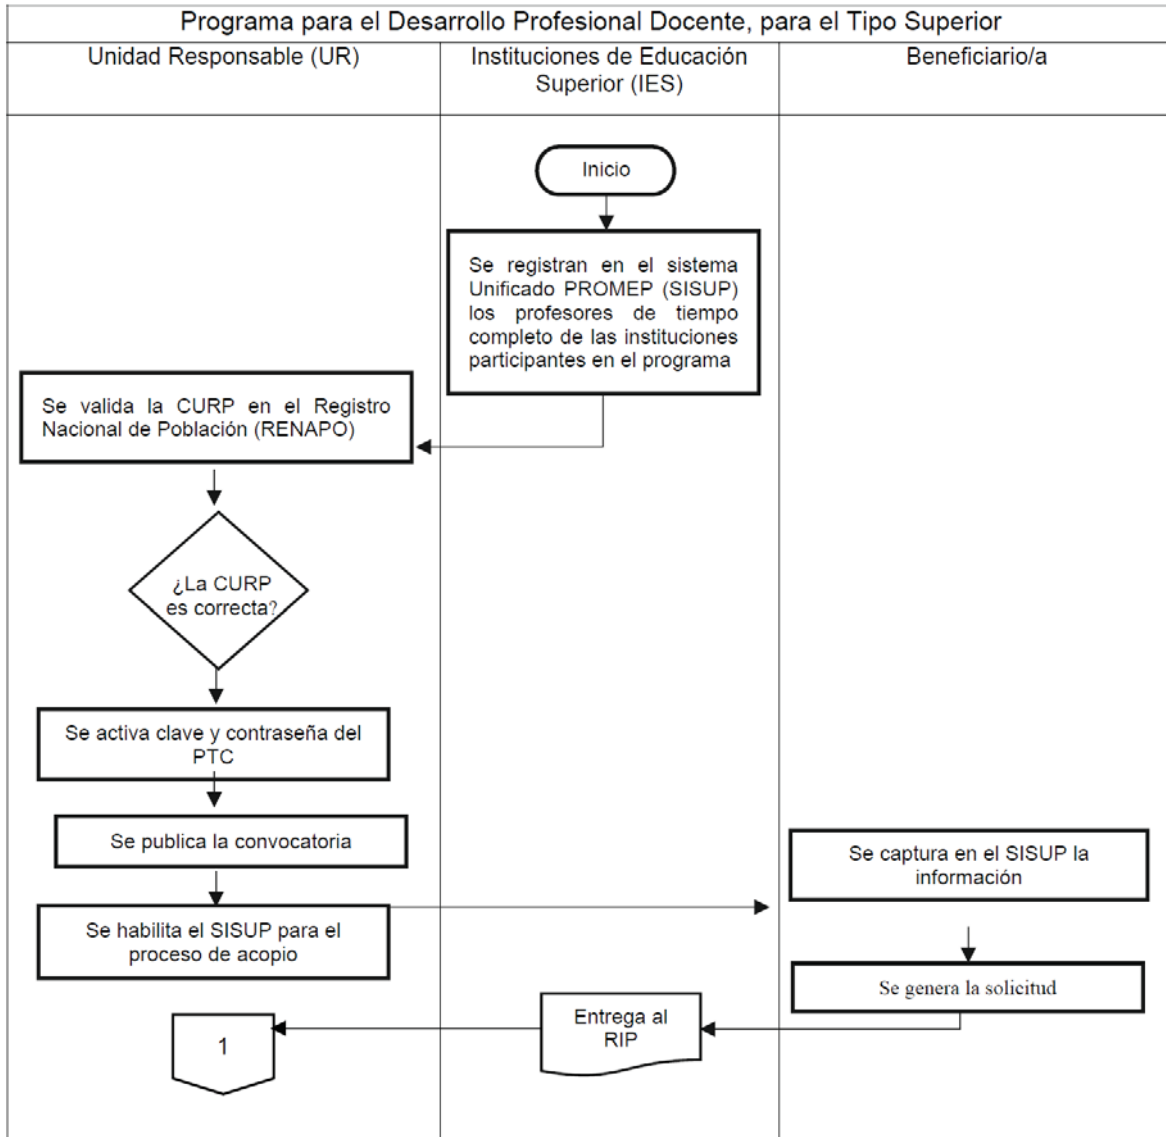 Programa para el Desarrollo Profesional Docente, para el Tipo Superior
Unidad Responsable (UR)
Instituciones de Educación
Superior (IES)
Beneficiario/a
Inicio
Se registran en el sistema
Unificado PROMEP (SISUP)
los profesores de tiempo
completo de las instituciones
participantes en el programa
Se valida la CURP en el Registro
Nacional de Población (RENAPO)
¿La CURP
es correcta?
Se activa clave y contraseña del
PTC
Se publica la convocatoria
Se habilita el SISUP para el
proceso de acopio
Se captura en el SISUP la
información
Se genera la solicitud
Entrega al
RIP
1